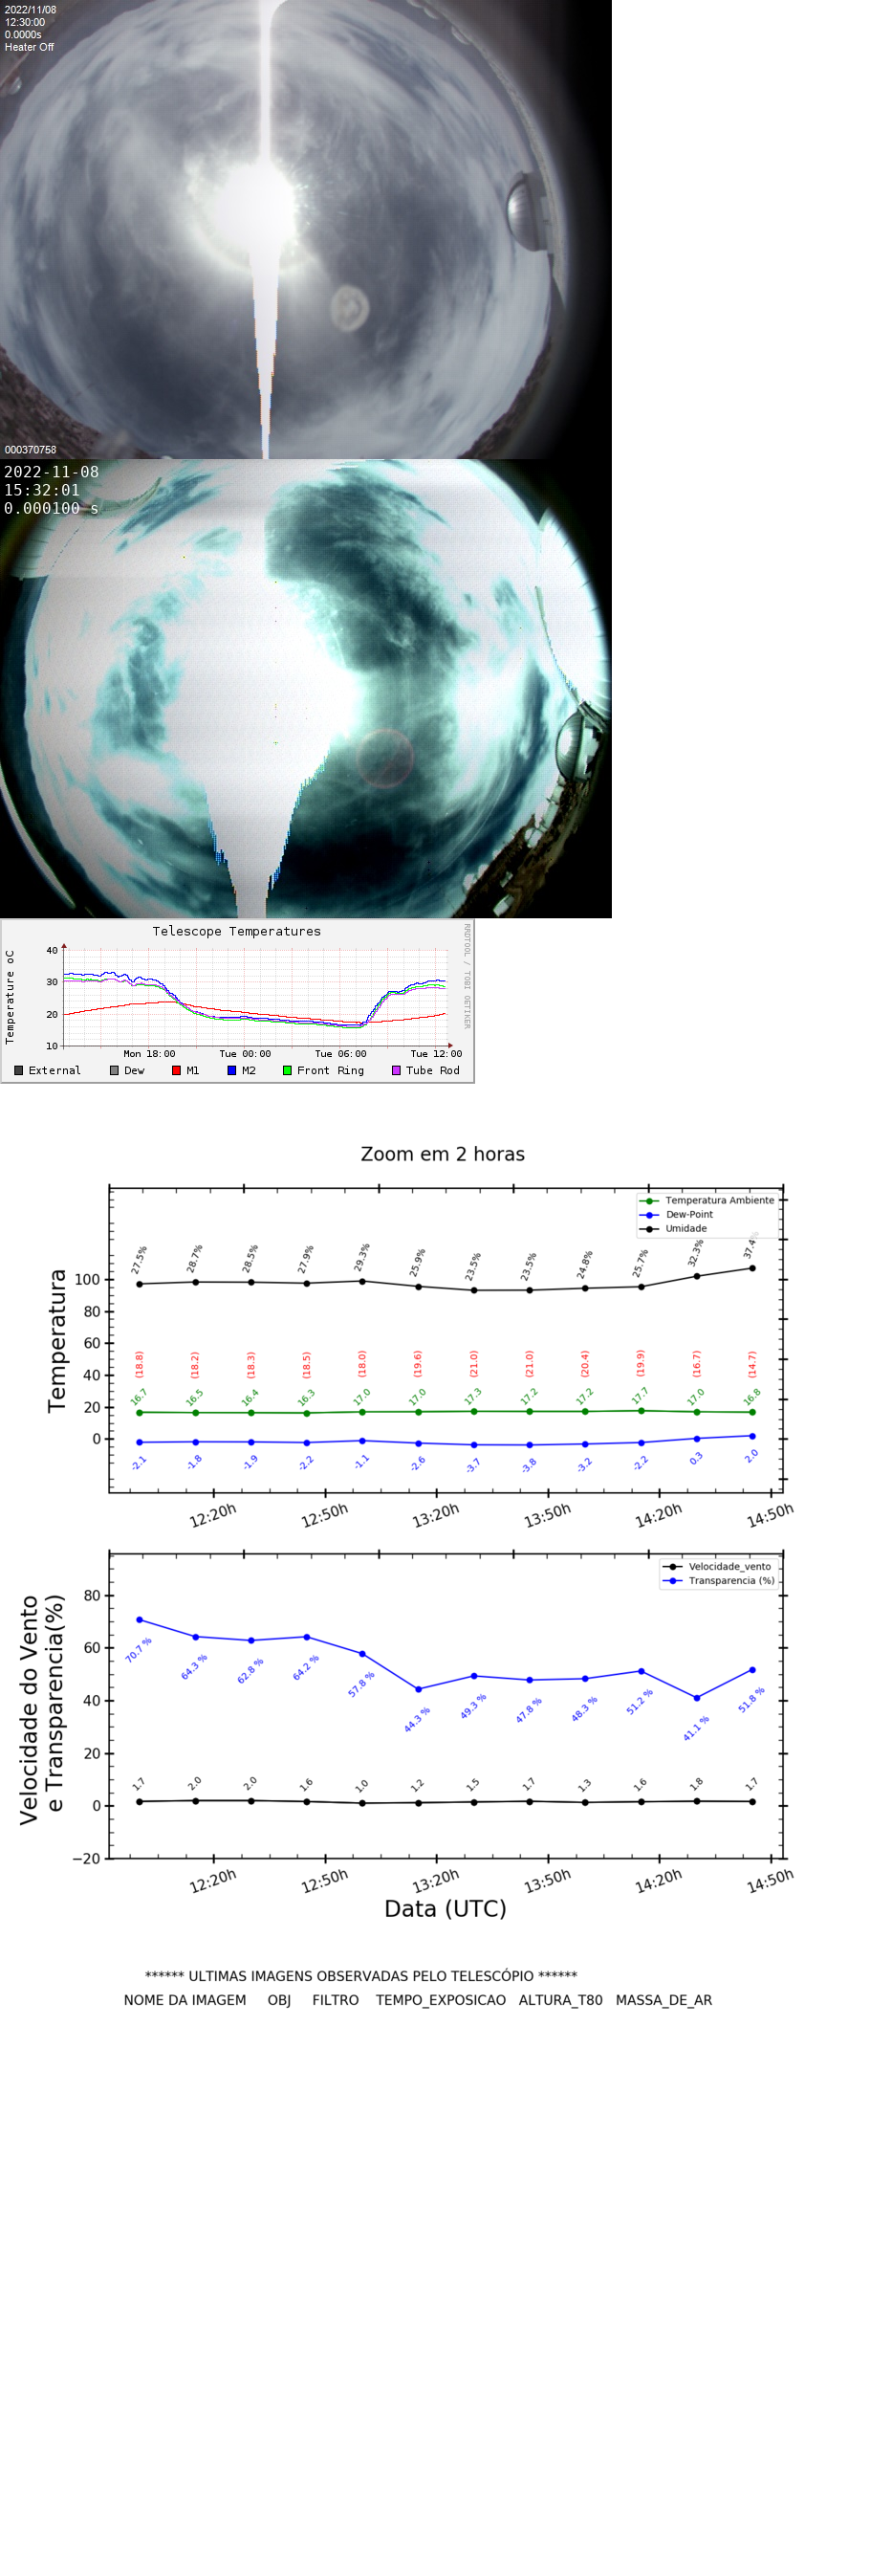 2022/11/08
12:30:00
0.0000s
Heater Off
000370758
2022-11-08
15:32:01
0.000100 s
Telescope Temperatures
RRDTOOL / TOBI OETIKER
Temperature oC
40
30
20
10
Mon 18:00 Tue 00:00 Tue 06:00 Tue 12:00
External Dew M1 M2 Front Ring Tube Rod
Zoom em 2 horas
Temperatura Ambiente
Dew-Point
Umidade
Temperatura
100
80
60
40
20
0
27.5% 28.7% 28.5% 27.9% 29.3% 25.9% 23.5% 23.5% 24.8% 25.7% 32.3% 37.4%
(18.8) (18.2) (18.3) (18.5) (18.0) (19.6) (21.0) (21.0) (20.4) (19.9) (16.7) (14.7)
16.7 16.5 16.4 16.3 17.0 17.0 17.3 17.2 17.2 17.7 17.0 16.8
-2.1 -1.8 -1.9 -2.2 -1.1 -2.6 -3.7 -3.8 -3.2 -2.2 0.3 2.0
12:20h 12:50h 13:20h 13:50h 14:20h 14:50h
Velocidade_vento
Transparencia (%)
Velocidade do Vento
e Transparencia(%)
80
60
40
20
0
−20
70.7 % 64.3 % 62.8 % 64.2 % 57.8 % 44.3 % 49.3 % 47.8 % 48.3 % 51.2 % 41.1 % 51.8 %
1.7 2.0 2.0 1.6 1.0 1.2 1.5 1.7 1.3 1.6 1.8 1.7
12:20h 12:50h 13:20h 13:50h 14:20h 14:50h
Data (UTC)
****** ULTIMAS IMAGENS OBSERVADAS PELO TELESCÓPIO ******
NOME DA IMAGEM OBJ FILTRO TEMPO_EXPOSICAO ALTURA_T80 MASSA_DE_AR